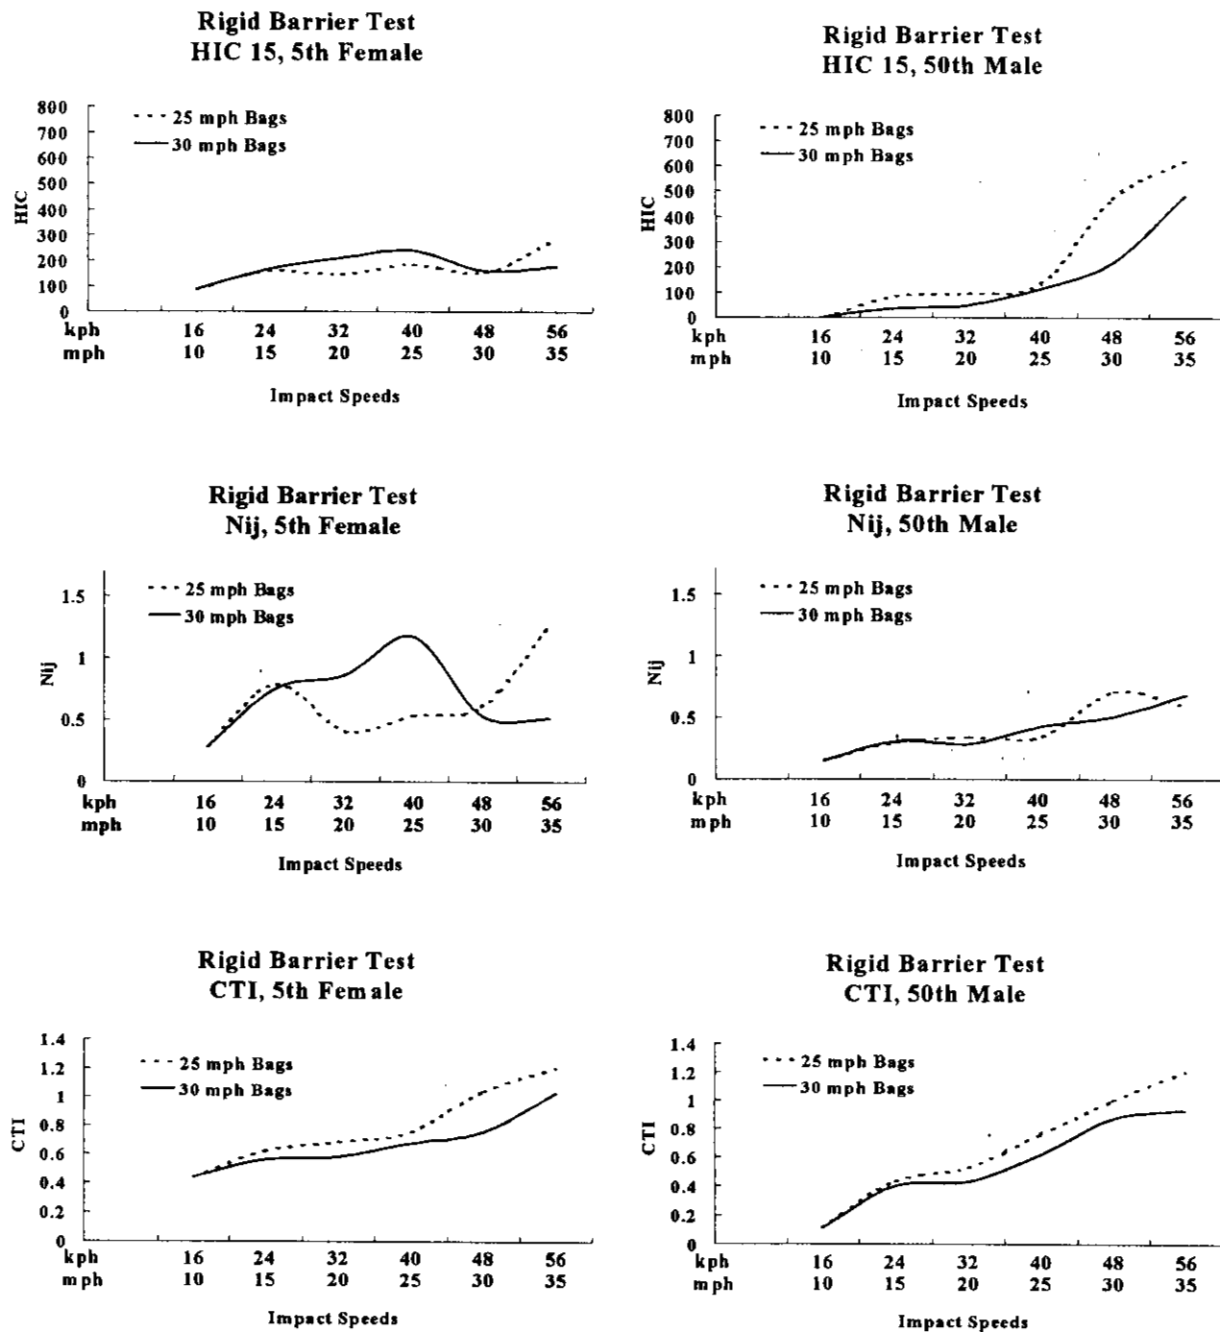 Rigid Barrier Test
HIC 15, 5th Female
25 mph Bags
30 mph Bags
800
700
600
500
400
300
200
100
0
HIC
kph 16 24 32 40 48 56
mph 10 15 20 25 30 35
Impact Speeds
Rigid Barrier Test
HIC 15, 50th Male
25 mph Bags
30 mph Bags
800
700
600
500
400
300
200
100
0
HIC
kph 16 24 32 40 48 56
mph 10 15 20 25 30 35
Impact Speeds
Rigid Barrier Test
Nij, 5th Female
25 mph Bags
30 mph Bags
1.5
1
0.5
0
Nij
kph 16 24 32 40 48 56
mph 10 15 20 25 30 35
Impact Speeds
Rigid Barrier Test
Nij, 50th Male
25 mph Bags
30 mph Bags
1.5
1
0.5
0
Nij
kph 16 24 32 40 48 56
mph 10 15 20 25 30 35
Impact Speeds
Rigid Barrier Test
CTI, 5th Female
25 mph Bags
30 mph Bags
1.4
1.2
1
0.8
0.6
0.4
0.2
0
CTI
kph 16 24 32 40 48 56
mph 10 15 20 25 30 35
Impact Speeds
Rigid Barrier Test
CTI, 50th Male
25 mph Bags
30 mph Bags
1.4
1.2
1
0.8
0.6
0.4
0.2
0
CTI
kph 16 24 32 40 48 56
mph 10 15 20 25 30 35
Impact Speeds